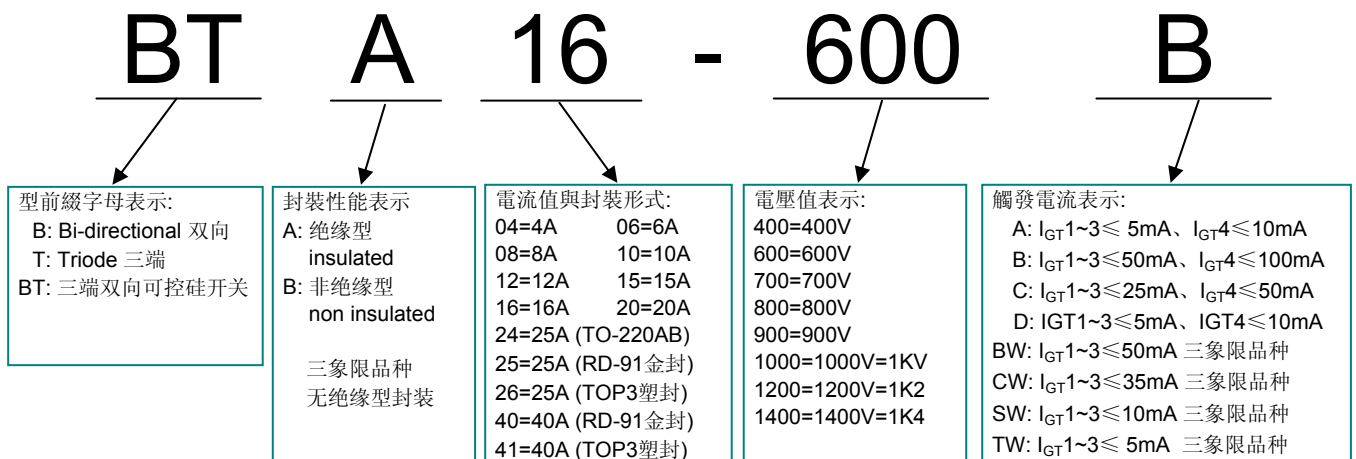 BT A 16 - 600 B
型前綴字母表示:
B: Bi-directional 双向
T: Triode 三端
BT: 三端双向可控硅开关
封裝性能表示
A: 绝缘型
insulated
B: 非绝缘型
non insulated
三象限品种
无绝缘型封装
電流值與封裝形式:
04=4A 06=6A
08=8A 10=10A
12=12A 15=15A
16=16A 20=20A
24=25A (TO-220AB)
25=25A (RD-91金封)
26=25A (TOP3塑封)
40=40A (RD-91金封)
41=40A (TOP3塑封)
電壓值表示:
400=400V
600=600V
700=700V
800=800V
900=900V
1000=1000V=1KV
1200=1200V=1K2
1400=1400V=1K4
觸發電流表示:
A: IGT1~3≤ 5mA、IGT4≤10mA
B: IGT1~3≤50mA、IGT4≤100mA
C: IGT1~3≤25mA、IGT4≤50mA
D: IGT1~3≤5mA、IGT4≤10mA
BW: IGT1~3≤50mA 三象限品种
CW: IGT1~3≤35mA 三象限品种
SW: IGT1~3≤10mA 三象限品种
TW: IGT1~3≤ 5mA 三象限品种